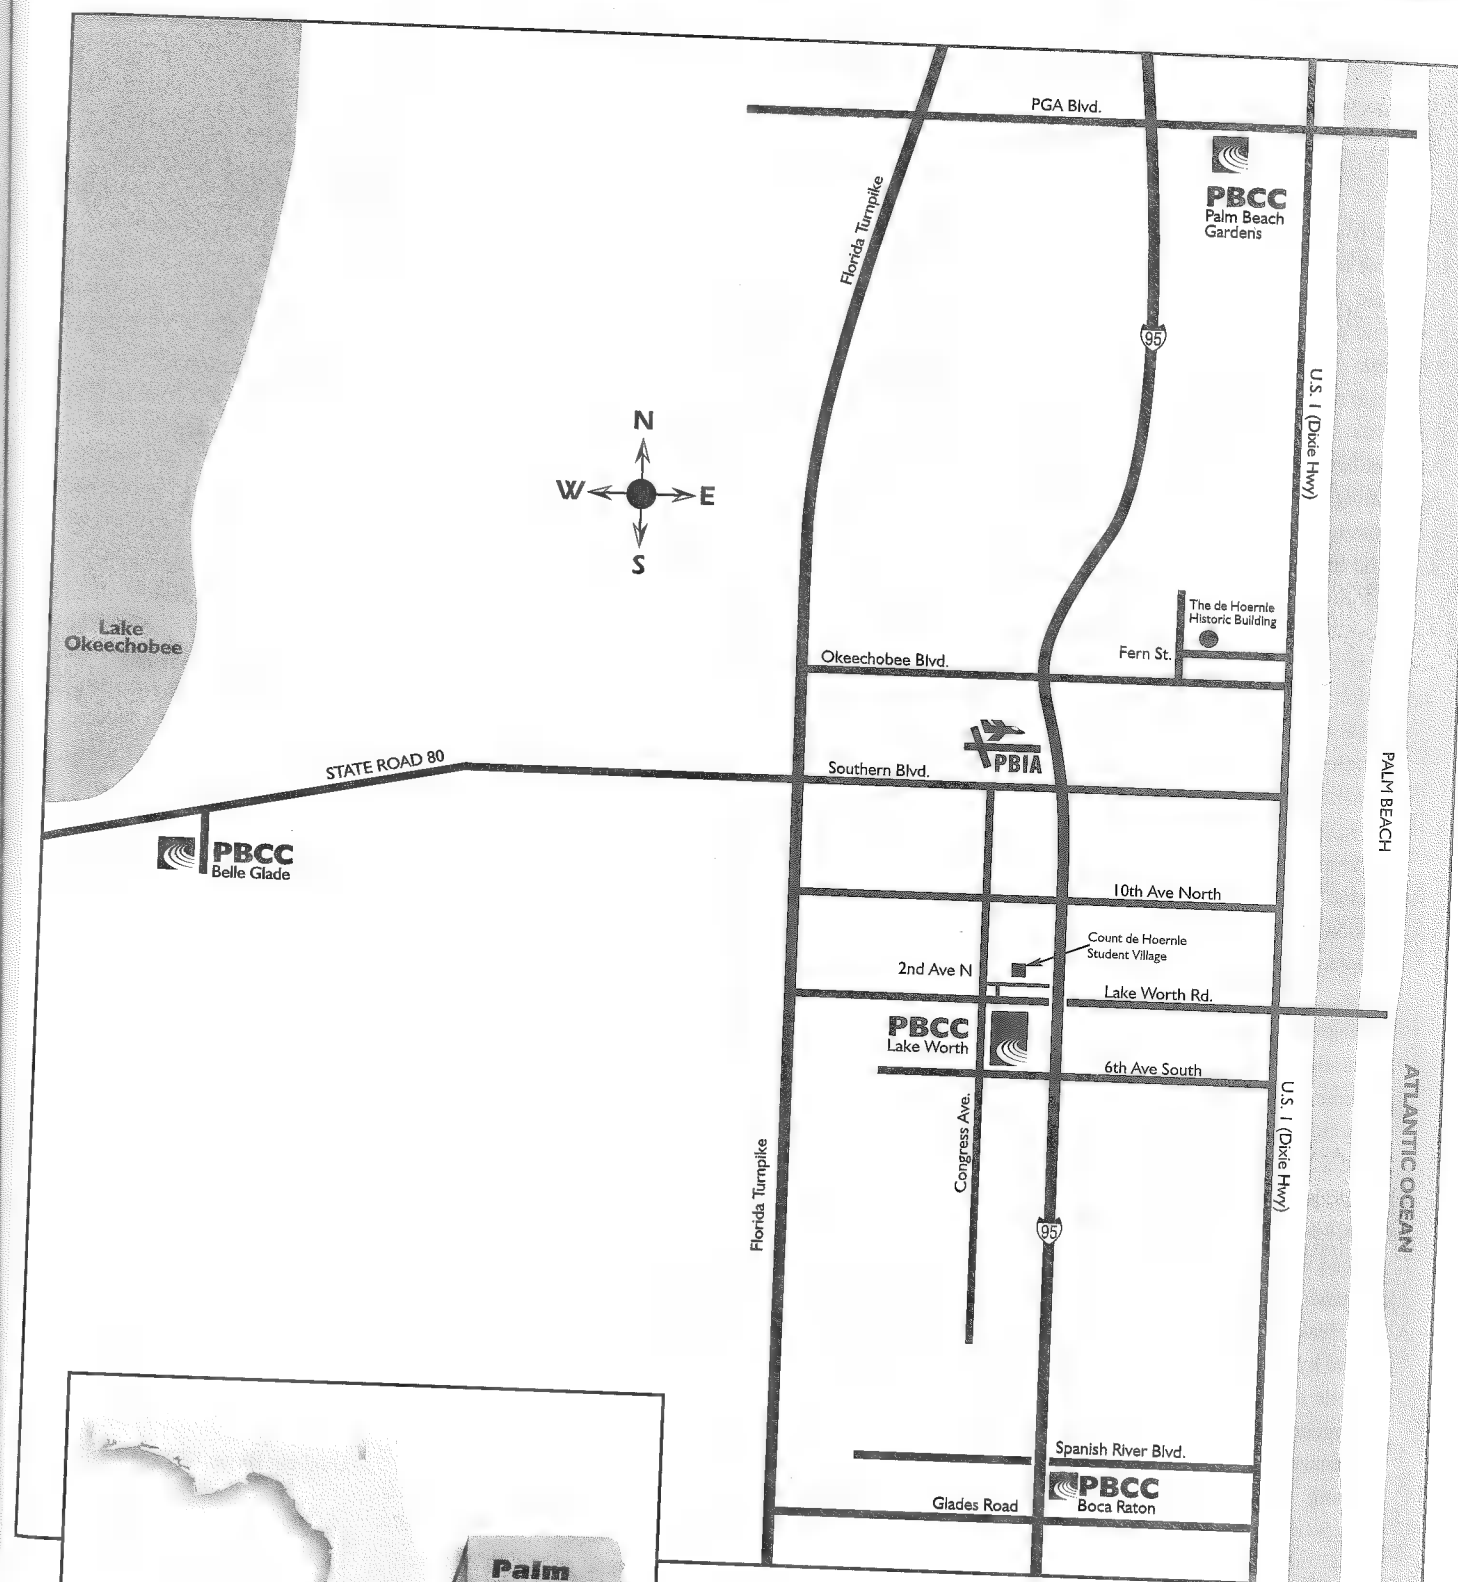 PGA Blvd.
PBCC
Palm Beach
Gardens
Florida Turnpike
95
U.S. 1 (Dixie Hwy)
N
W
E
S
The de Hoernle
Historic Building
Fern St.
Lake
Okeechobee
Okeechobee Blvd.
PBIA
STATE ROAD 80
Southern Blvd.
PALM BEACH
PBCC
Belle Glade
10th Ave North
Count de Hoernle
Student Village
2nd Ave N
Lake Worth Rd.
PBCC
Lake Worth
6th Ave South
Congress Ave.
ATLANTIC OCEAN
U.S. 1 (Dixie Hwy)
Florida Turnpike
95
Spanish River Blvd.
PBCC
Boca Raton
Glades Road
Palm